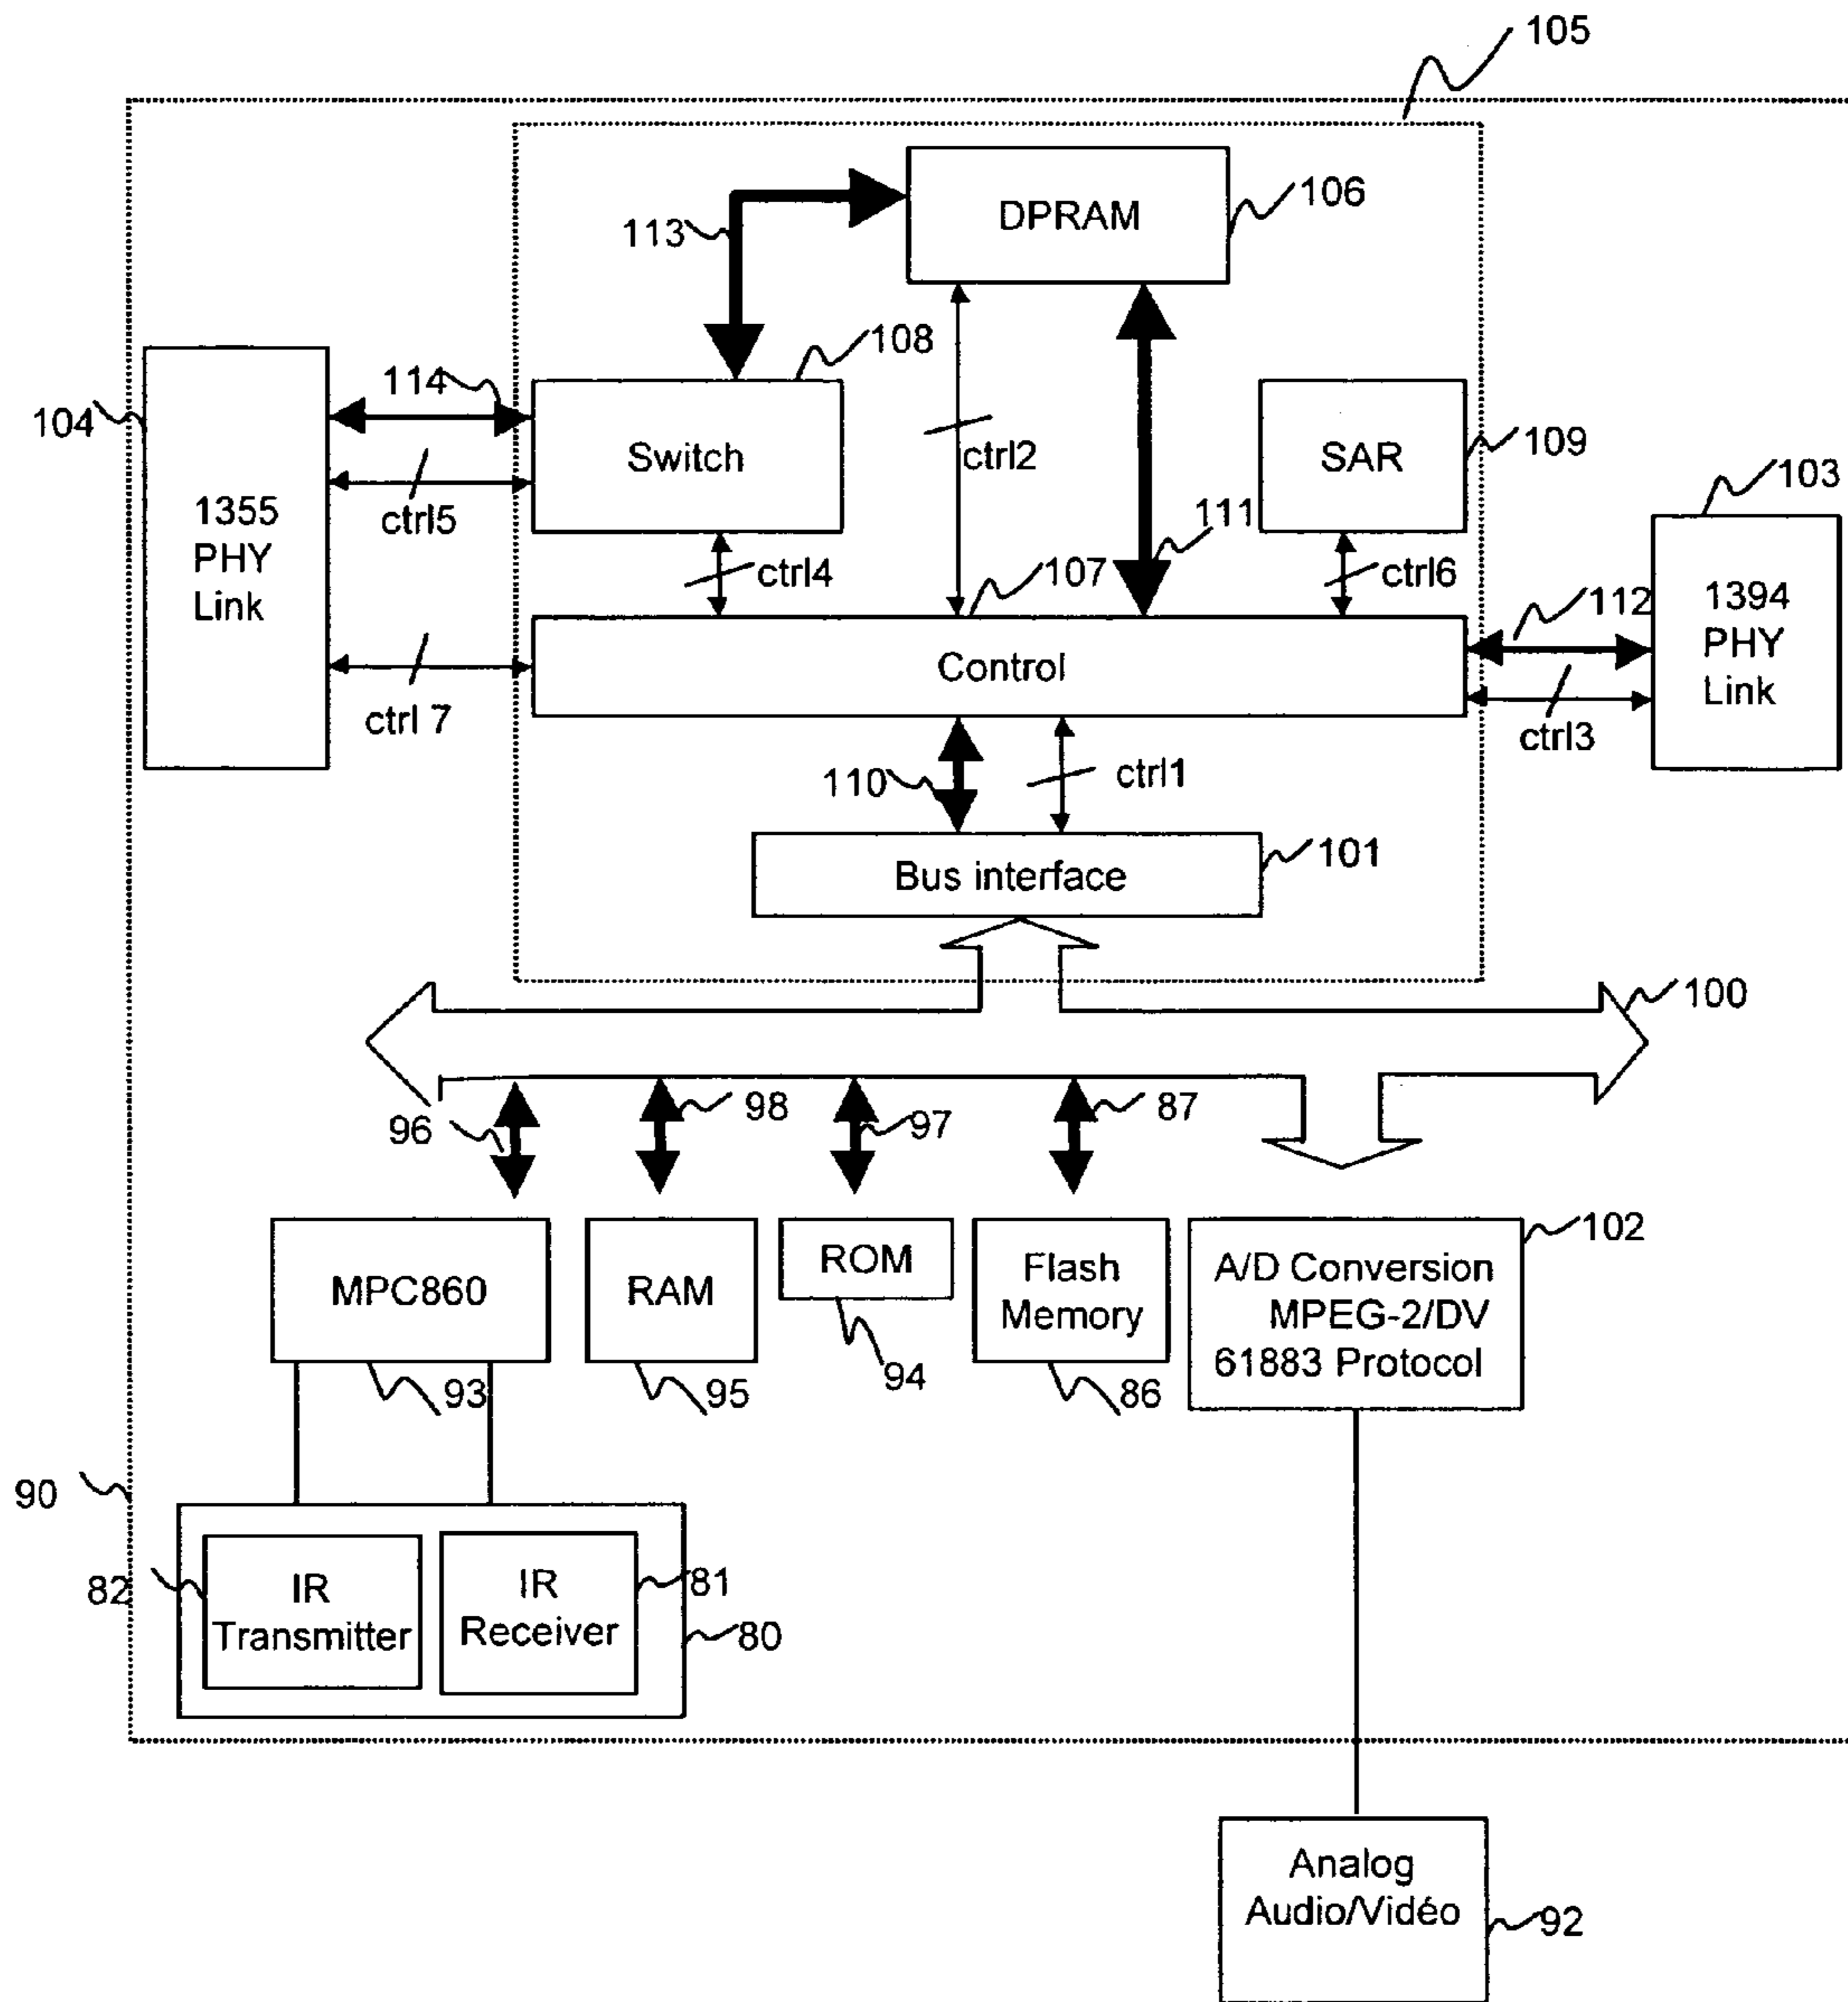 105
DPRAM
106
113
108
114
104
Switch
ctrl2
SAR
109
103
1355
PHY
Link
ctrl5
111
ctrl4
107
ctrl6
112
1394
PHY
Link
Control
ctrl 7
ctrl3
110
ctrl1
Bus interface
101
100
96
98
97
87
102
MPC860
RAM
ROM
Flash
Memory
A/D Conversion
MPEG-2/DV
61883 Protocol
93
95
94
86
90
82
IR
Transmitter
IR
Receiver
81
80
Analog
Audio/Vidéo
92